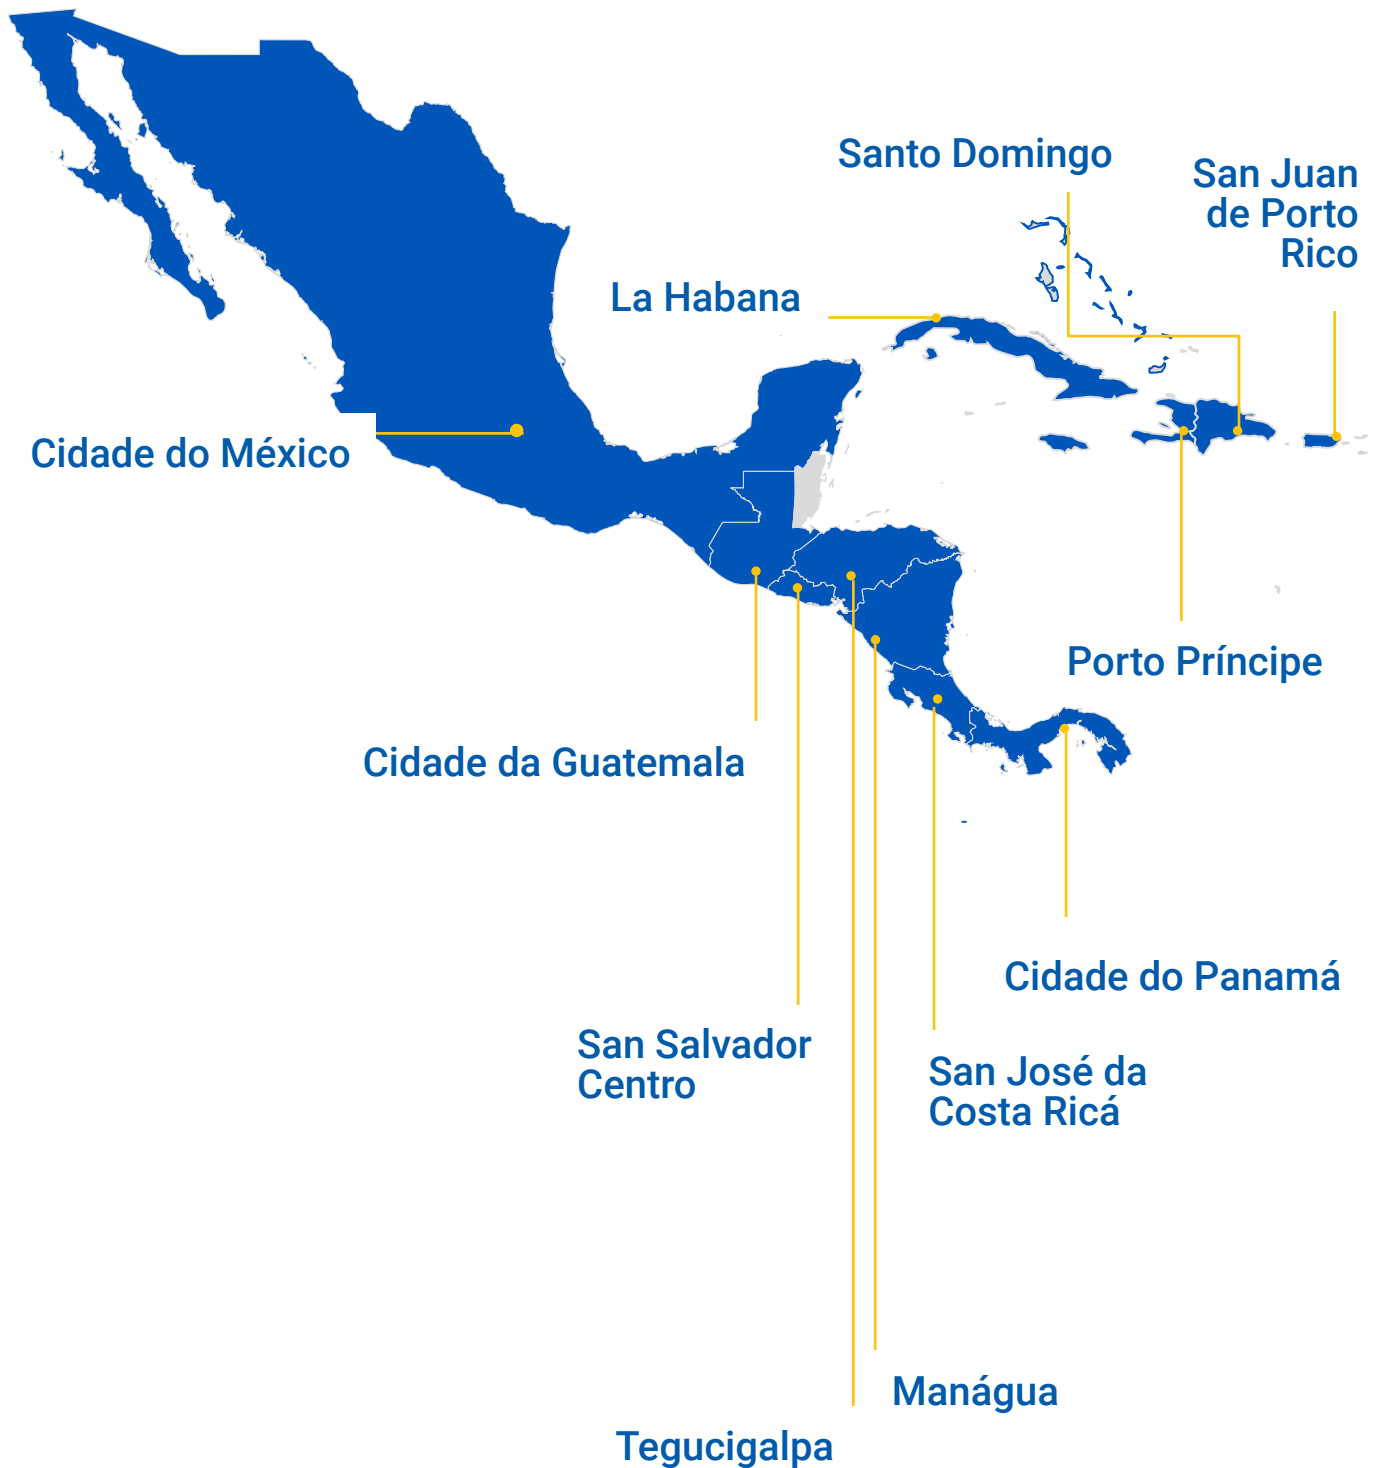 Santo Domingo
San Juan
de Porto
Rico
La Habana
Cidade do México
Porto Príncipe
Cidade da Guatemala
Cidade do Panamá
San Salvador
Centro
San José da
Costa Ricá
Manágua
Tegucigalpa